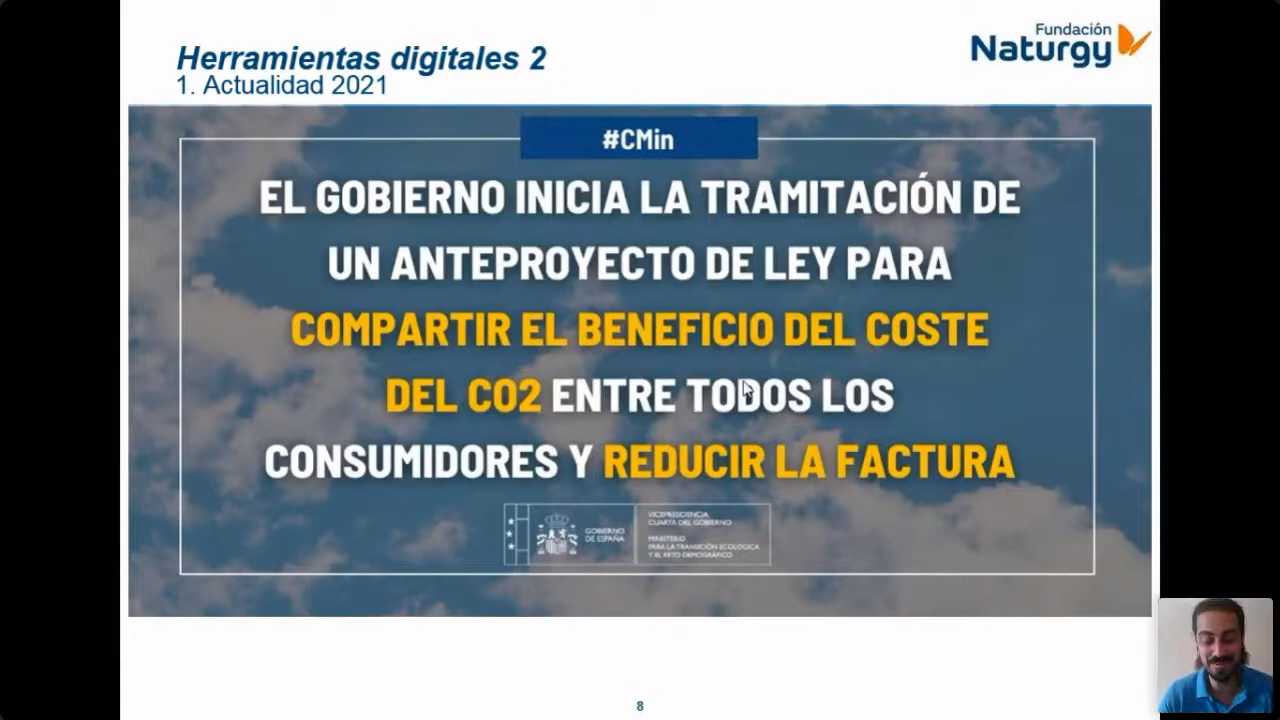 Herramientas digitales 2
1. Actualidad 2021
Fundación
Naturgy
#CMin
EL GOBIERNO INICIA LA TRAMITACIÓN DE
UN ANTEPROYECTO DE LEY PARA
COMPARTIR EL BENEFICIO DEL COSTE
DEL CO2 ENTRE TODOS LOS
CONSUMIDORES Y REDUCIR LA FACTURA
GOBIERNO
DE ESPAÑA
VICEPRESIDENCIA
CUARTA DEL GOBIERNO
MINISTERIO
PARA LA TRANSICIÓN ECOLÓGICA
Y EL RETO DEMOGRÁFICO
8